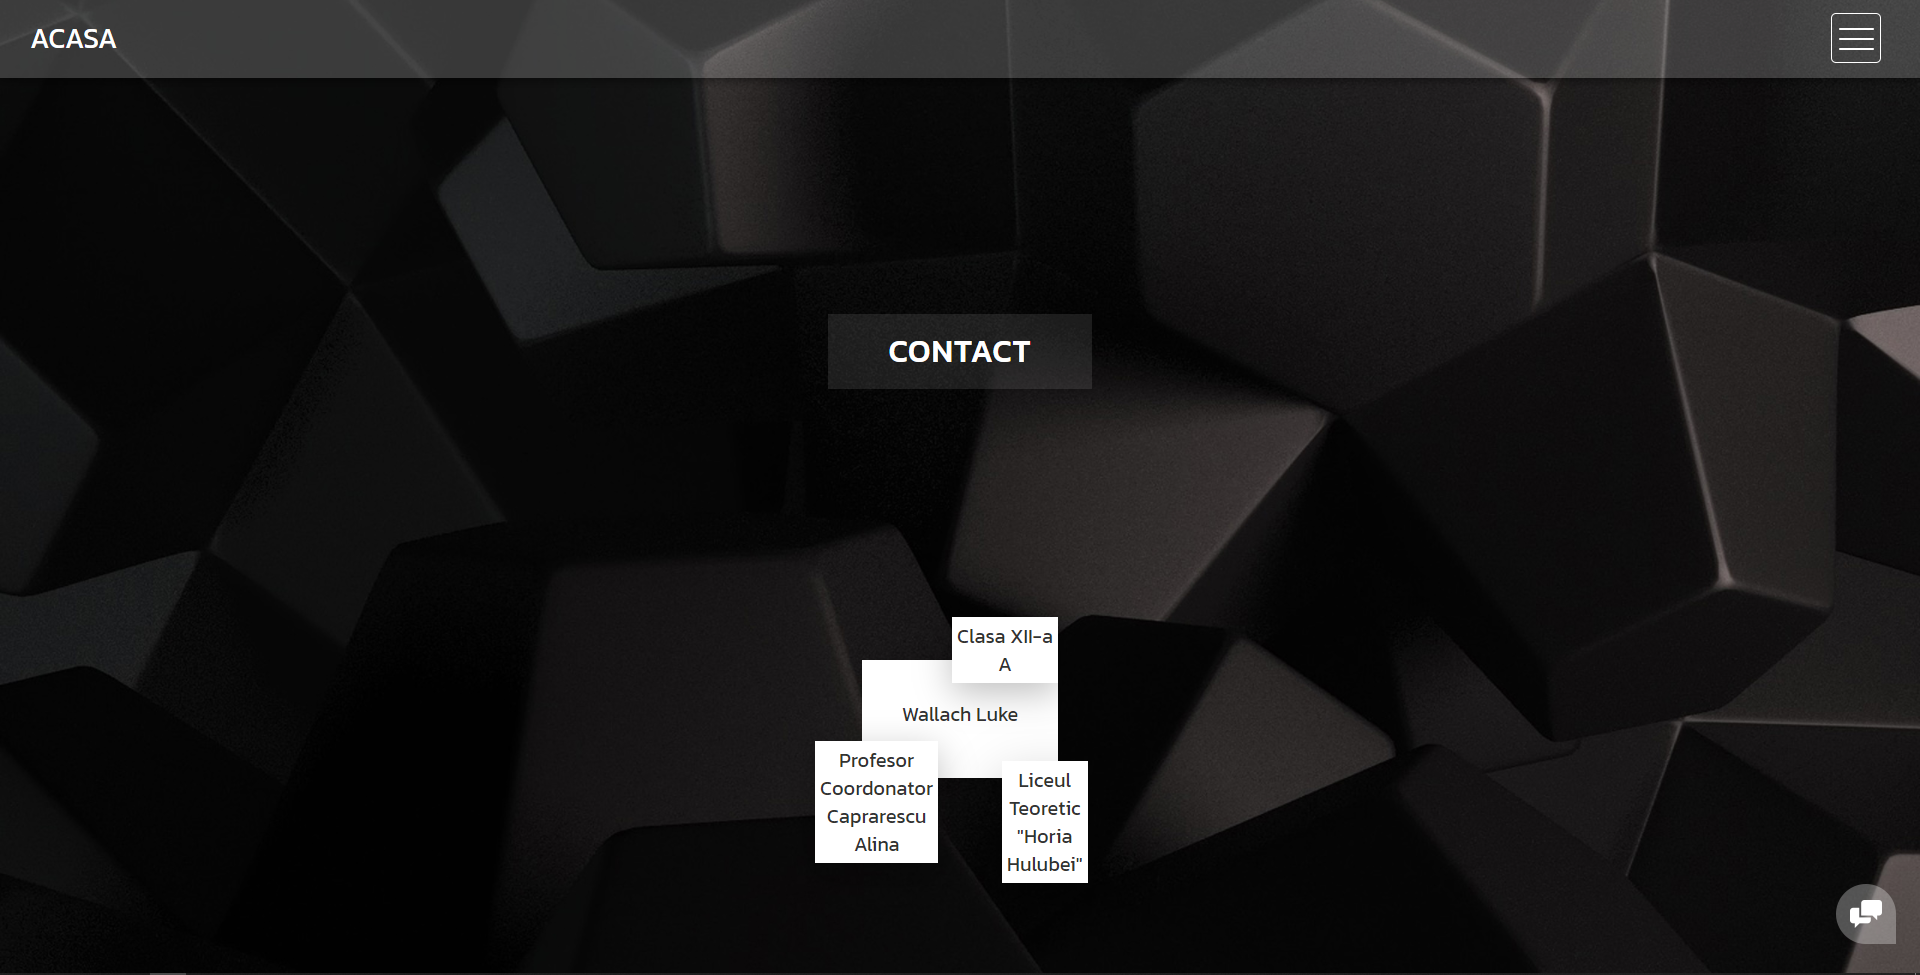 ACASA
CONTACT
Clasa XII-a
A
Wallach Luke
Profesor
Coordonator
Caprarescu
Alina
Liceul
Teoretic
"Horia
Hulubei"